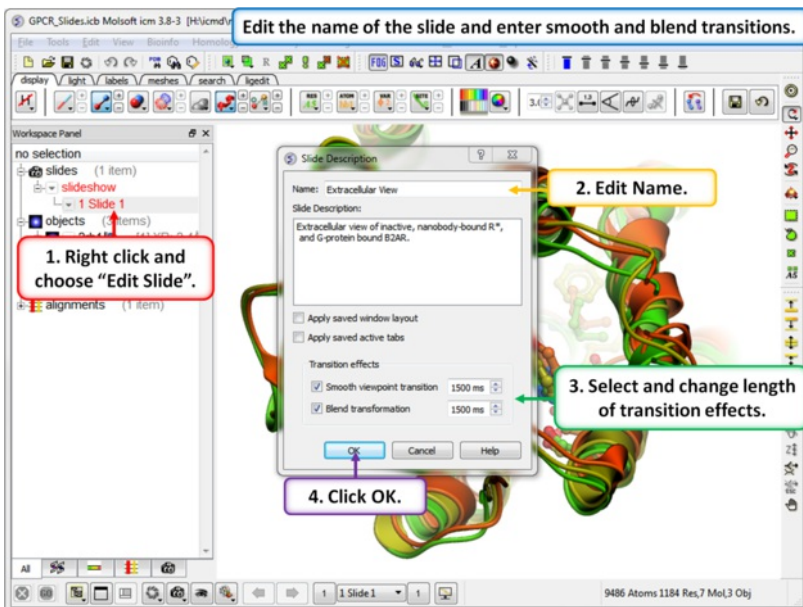 GPCR_Slides.icb Molsoft icm 3.8-3 [H:\icmd\
Edit the name of the slide and enter smooth and blend transitions.
File Tools Edit View Bioinfo
display light labels meshes search ligedit
Workspace Panel
no selection
slides (1 item)
slideshow
1 Slide 1
objects (3 items)
1. Right click and
choose “Edit Slide”.
alignments (1 item)
Slide Description
Name: Extracellular View
2. Edit Name.
Slide Description:
Extracellular view of inactive, nanobody-bound R*,
and G-protein bound B2AR.
Apply saved window layout
Apply saved active tabs
Transition effects
Smooth viewpoint transition 1500 ms
Blend transformation 1500 ms
3. Select and change length
of transition effects.
OK Cancel Help
4. Click OK.
All
1 1 Slide 1 1
9486 Atoms 1184 Res,7 Mol,3 Obj